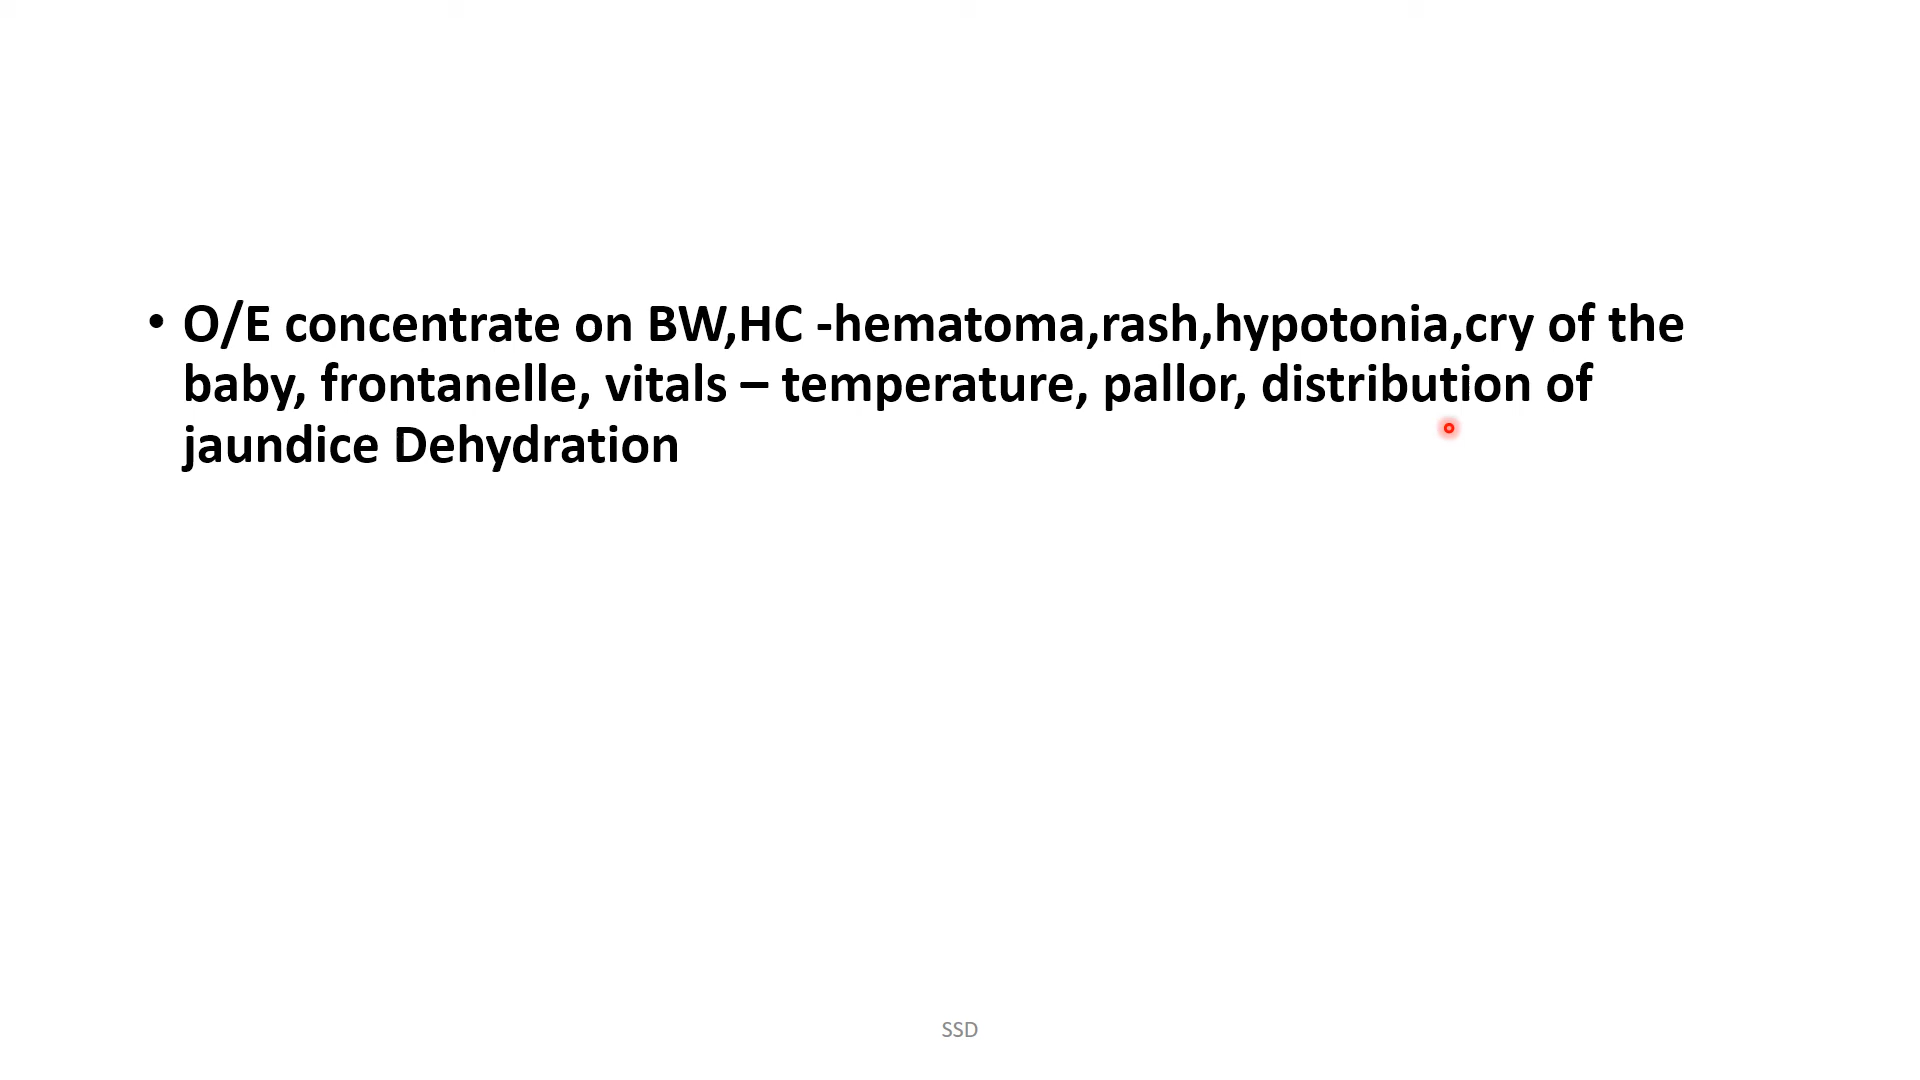 • O/E concentrate on BW,HC -hematoma,rash,hypotonia,cry of the
baby, frontanelle, vitals – temperature, pallor, distribution of
jaundice Dehydration
SSD